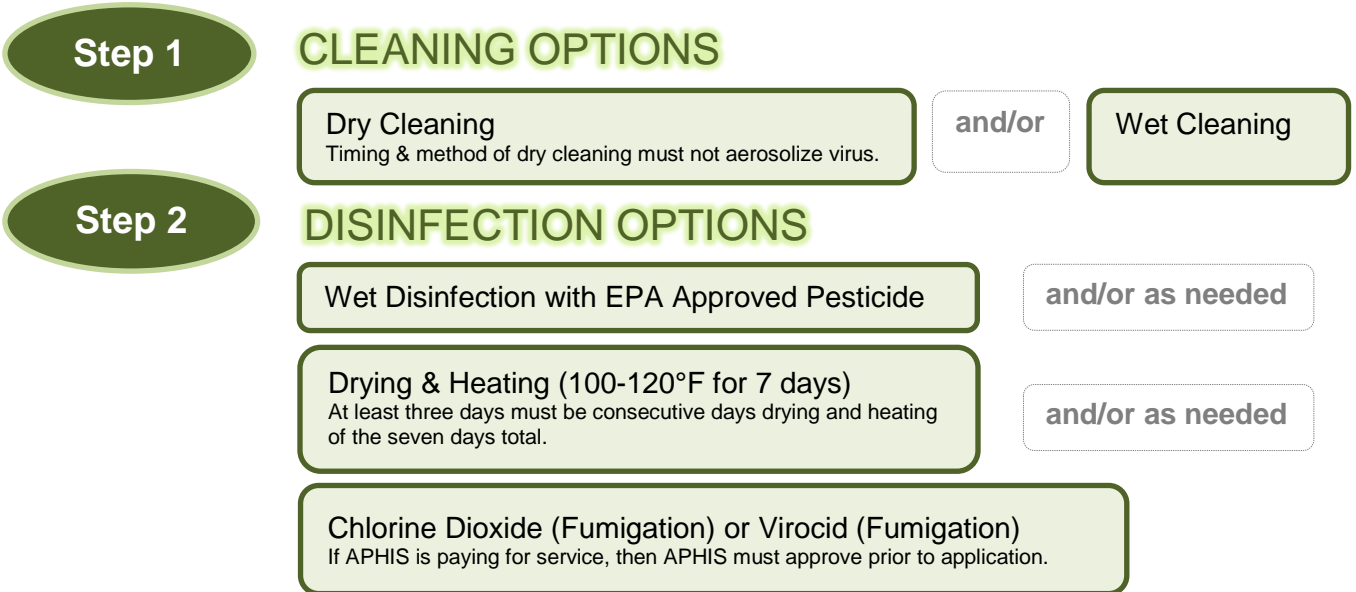 Step 1
CLEANING OPTIONS
Dry Cleaning
Timing & method of dry cleaning must not aerosolize virus.
and/or
Wet Cleaning
Step 2
DISINFECTION OPTIONS
Wet Disinfection with EPA Approved Pesticide
and/or as needed
Drying & Heating (100-120°F for 7 days)
At least three days must be consecutive days drying and heating
of the seven days total.
and/or as needed
Chlorine Dioxide (Fumigation) or Virocid (Fumigation)
If APHIS is paying for service, then APHIS must approve prior to application.